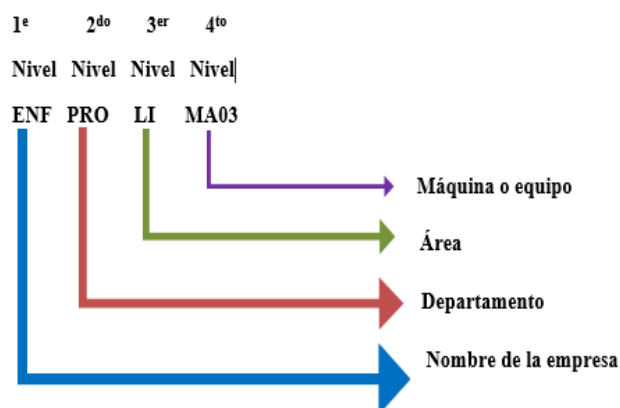 1ᵉ 2ᵈᵒ 3ᵉʳ 4ᵗᵒ
Nivel Nivel Nivel Nivel
ENF PRO LI MA03
Máquina o equipo
Área
Departamento
Nombre de la empresa